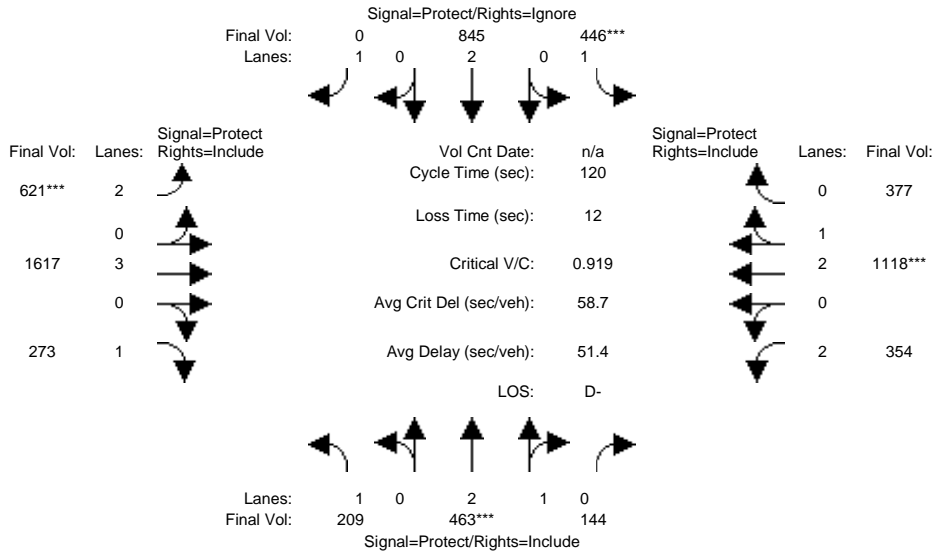 Signal=Protect/Rights=Ignore
Final Vol: 0 845 446***
Lanes: 1 0 2 0 1
Signal=Protect
Final Vol: Lanes: Rights=Include
Vol Cnt Date: n/a
Signal=Protect
Rights=Include Lanes: Final Vol:
Cycle Time (sec): 120
621*** 2
0 377
Loss Time (sec): 12
0
1
1617 3
Critical V/C: 0.919
2 1118***
0
Avg Crit Del (sec/veh): 58.7
0
273 1
Avg Delay (sec/veh): 51.4
2 354
LOS: D-
Lanes: 1 0 2 1 0
Final Vol: 209 463*** 144
Signal=Protect/Rights=Include